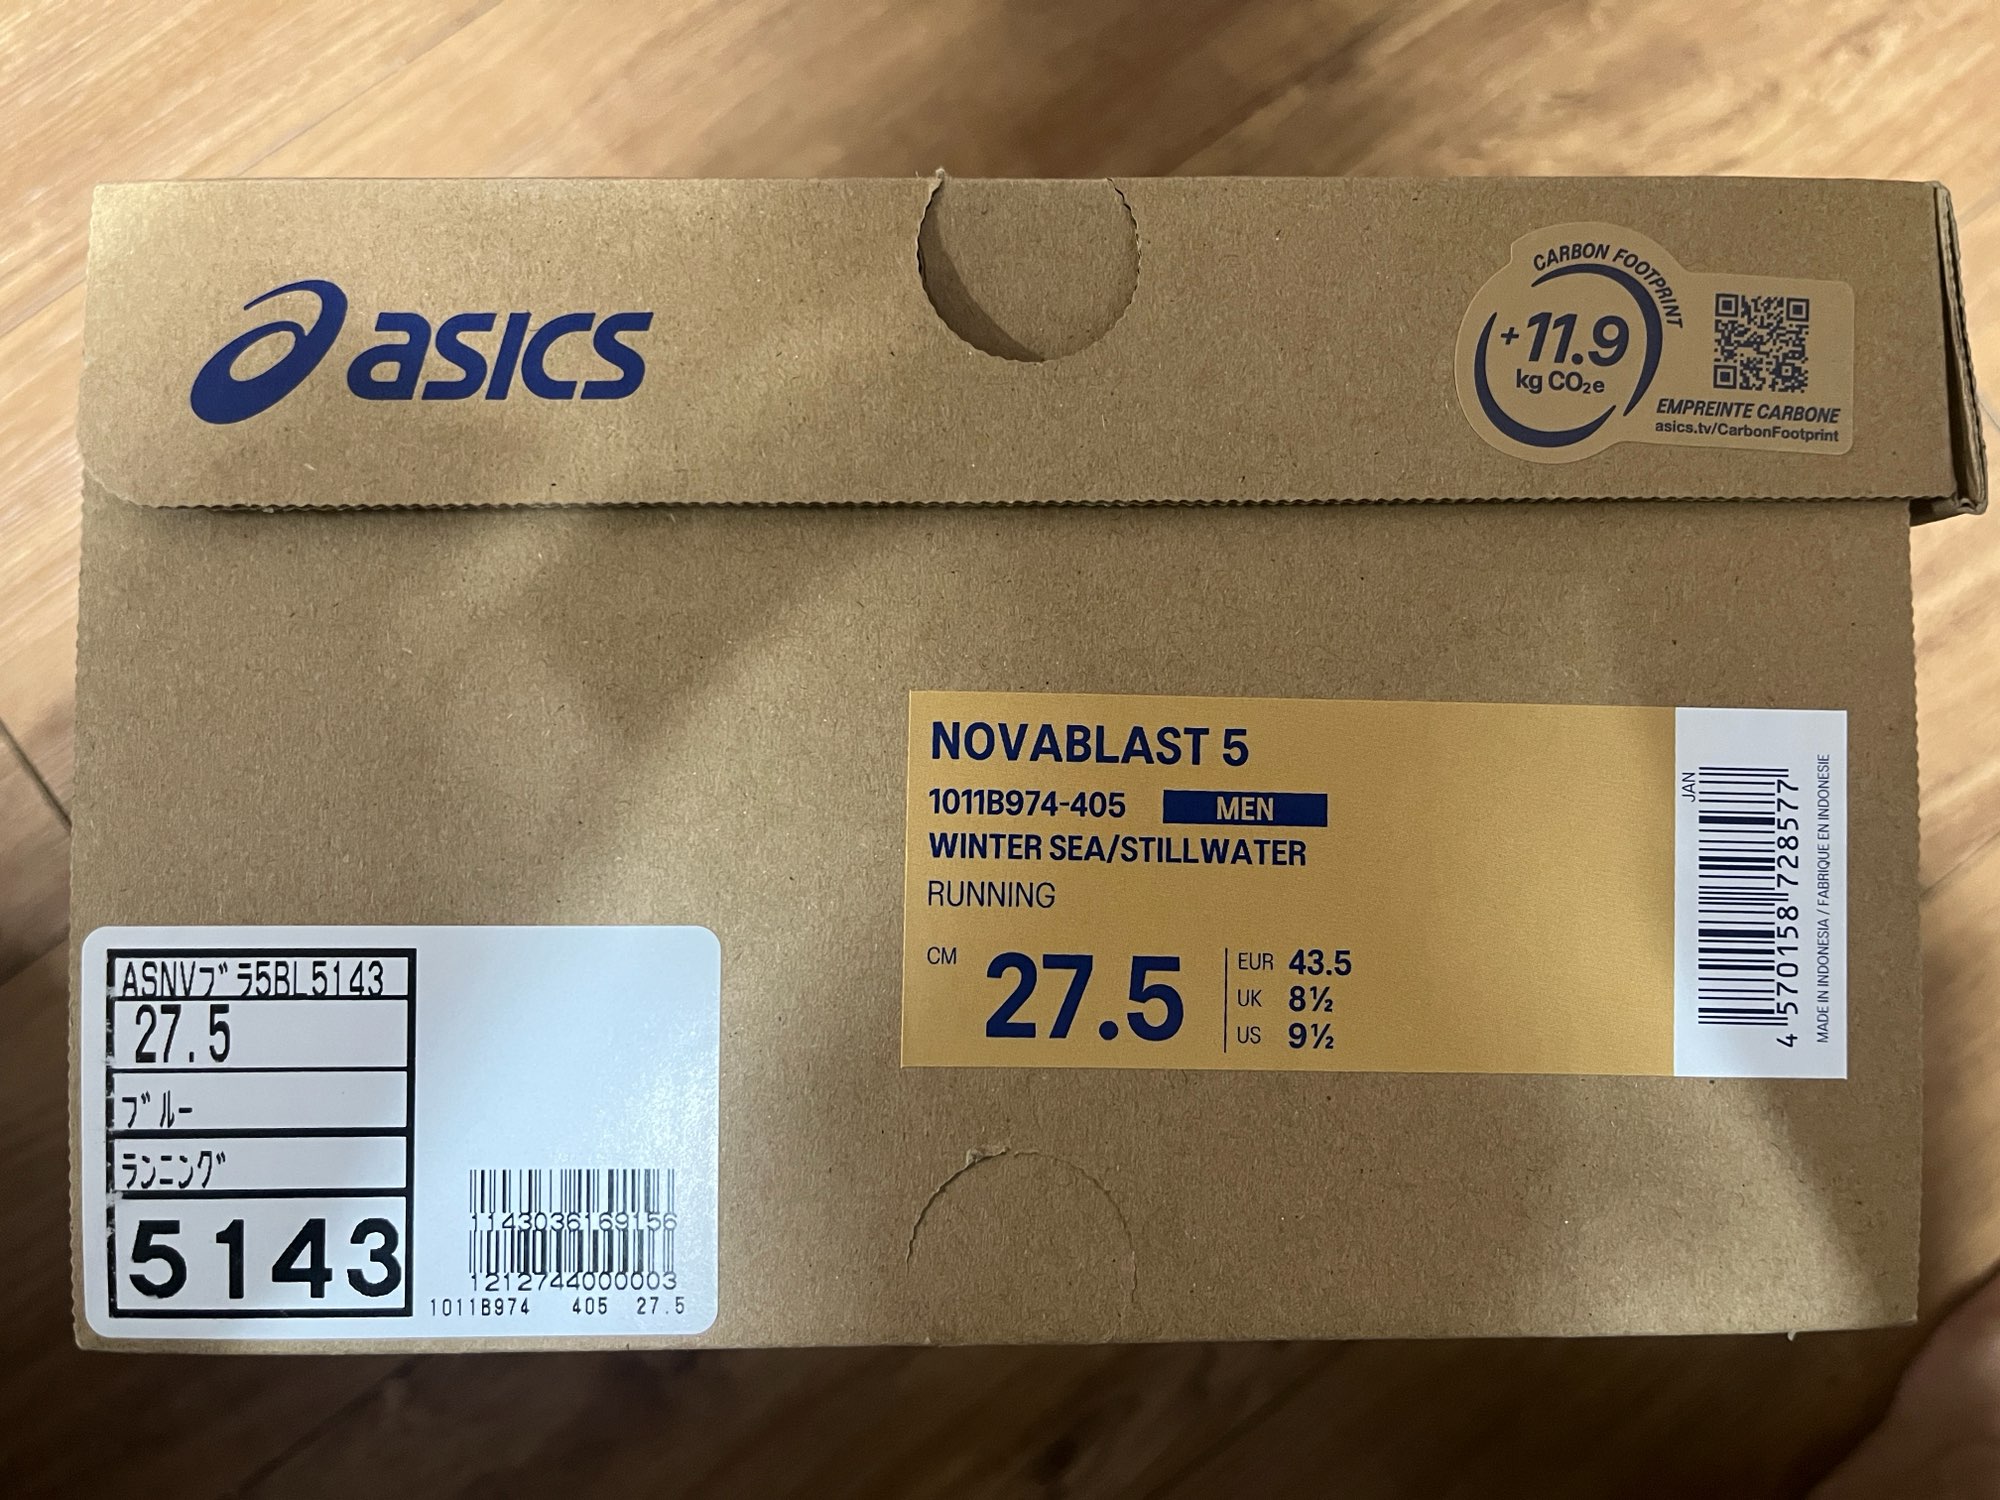 asics
CARBON FOOTPRINT
+11.9
kg CO₂e
EMPREINTE CARBONE
asics.tv/CarbonFootprint
NOVABLAST 5
1011B974-405 MEN
WINTER SEA/STILLWATER
RUNNING
CM 27.5
EUR 43.5
UK 8½
US 9½
JAN
4570158728577
MADE IN INDONESIA / FABRIQUE EN INDONESIE
ASNVブラ5BL5143
27.5
ブルー
ランニング
5143
1143036169156
1212744000003
1011B974 405 27.5